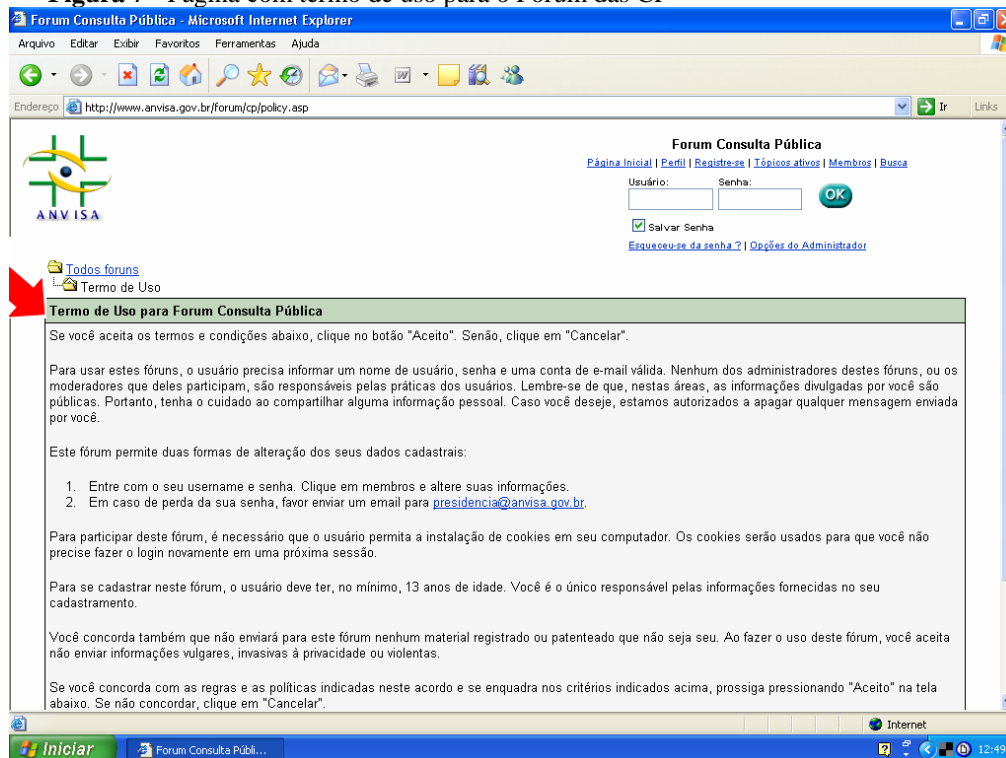 Figura 7 - Página com termo de uso para o Fórum das CP
Forum Consulta Pública - Microsoft Internet Explorer
Arquivo Editar Exibir Favoritos Ferramentas Ajuda
Endereço http://www.anvisa.gov.br/forum/cp/policy.asp Ir Links
ANVISA
Forum Consulta Pública
Página Inicial | Perfil | Registre-se | Tópicos ativos | Membros | Busca
Usuário: Senha:
OK
Salvar Senha
Esqueceu-se da senha ? | Opções do Administrador
Todos foruns
Termo de Uso
Termo de Uso para Forum Consulta Pública
Se você aceita os termos e condições abaixo, clique no botão "Aceito". Senão, clique em "Cancelar".
Para usar estes fóruns, o usuário precisa informar um nome de usuário, senha e uma conta de e-mail válida. Nenhum dos administradores destes fóruns, ou os
moderadores que deles participam, são responsáveis pelas práticas dos usuários. Lembre-se de que, nestas áreas, as informações divulgadas por você são
públicas. Portanto, tenha o cuidado ao compartilhar alguma informação pessoal. Caso você deseje, estamos autorizados a apagar qualquer mensagem enviada
por você.
Este fórum permite duas formas de alteração dos seus dados cadastrais:
1. Entre com o seu username e senha. Clique em membros e altere suas informações.
2. Em caso de perda da sua senha, favor enviar um email para presidencia@anvisa.gov.br.
Para participar deste fórum, é necessário que o usuário permita a instalação de cookies em seu computador. Os cookies serão usados para que você não
precise fazer o login novamente em uma próxima sessão.
Para se cadastrar neste fórum, o usuário deve ter, no mínimo, 13 anos de idade. Você é o único responsável pelas informações fornecidas no seu
cadastramento.
Você concorda também que não enviará para este fórum nenhum material registrado ou patenteado que não seja seu. Ao fazer o uso deste fórum, você aceita
não enviar informações vulgares, invasivas à privacidade ou violentas.
Se você concorda com as regras e as políticas indicadas neste acordo e se enquadra nos critérios indicados acima, prossiga pressionando "Aceito" na tela
abaixo. Se não concordar, clique em "Cancelar".
Internet
Iniciar Forum Consulta Públi... 12:49